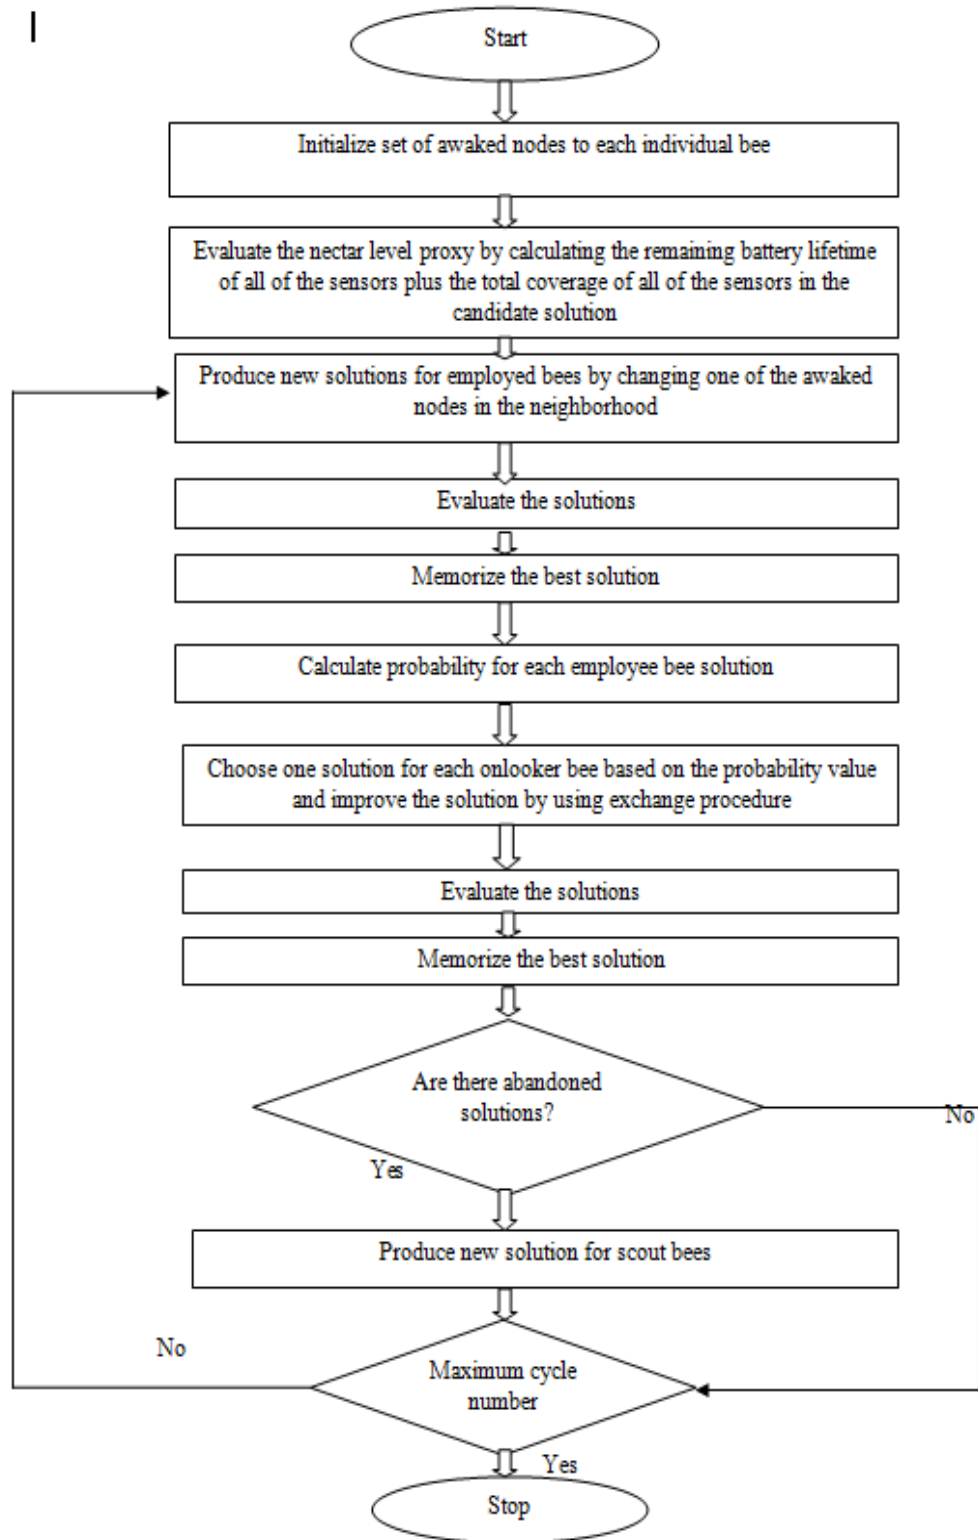 Start
Initialize set of awaked nodes to each individual bee
Evaluate the nectar level proxy by calculating the remaining battery lifetime
of all of the sensors plus the total coverage of all of the sensors in the
candidate solution
Produce new solutions for employed bees by changing one of the awaked
nodes in the neighborhood
Evaluate the solutions
Memorize the best solution
Calculate probability for each employee bee solution
Choose one solution for each onlooker bee based on the probability value
and improve the solution by using exchange procedure
Evaluate the solutions
Memorize the best solution
Are there abandoned
solutions?
No
Yes
Produce new solution for scout bees
No
Maximum cycle
number
Yes
Stop